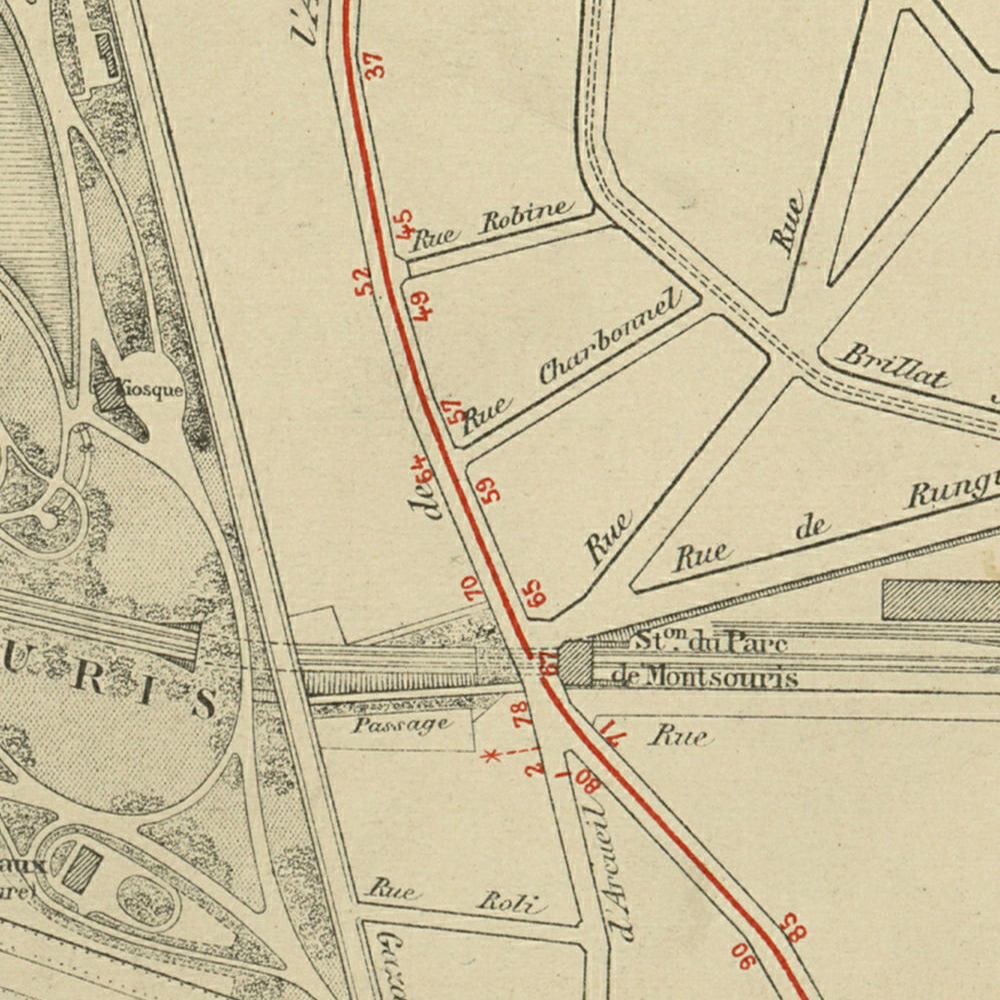 L'A
37
45
Rue Robine
Rue
52
49
Kiosque
Rue Charbonnel
Brillat
57
64
59
de
Rue
Rue de Rungi
70
65
URIS
Ston. du Parc
de Montsouris
67
78
Passage
71
Rue
2
80
d'Arcueil
Rue Roli
85
90
Gaza